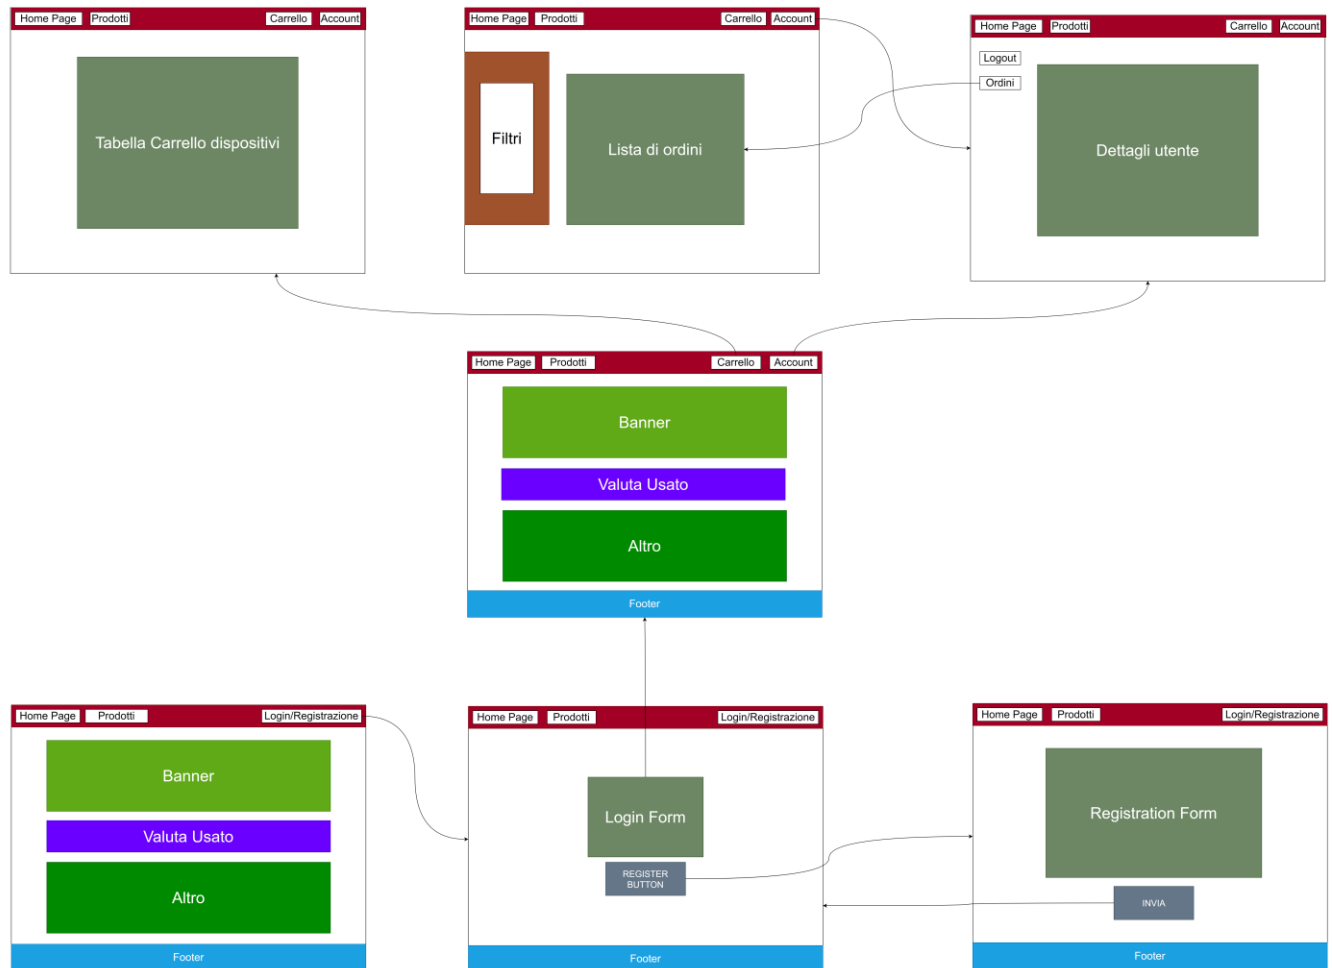 Home Page Prodotti Carrello Account
Tabella Carrello dispositivi
Home Page Prodotti Carrello Account
Filtri
Lista di ordini
Home Page Prodotti Carrello Account
Logout
Ordini
Dettagli utente
Home Page Prodotti Carrello Account
Banner
Valuta Usato
Altro
Footer
Home Page Prodotti Login/Registrazione
Banner
Valuta Usato
Altro
Footer
Home Page Prodotti Login/Registrazione
Login Form
REGISTER
BUTTON
Footer
Home Page Prodotti Login/Registrazione
Registration Form
INVIA
Footer